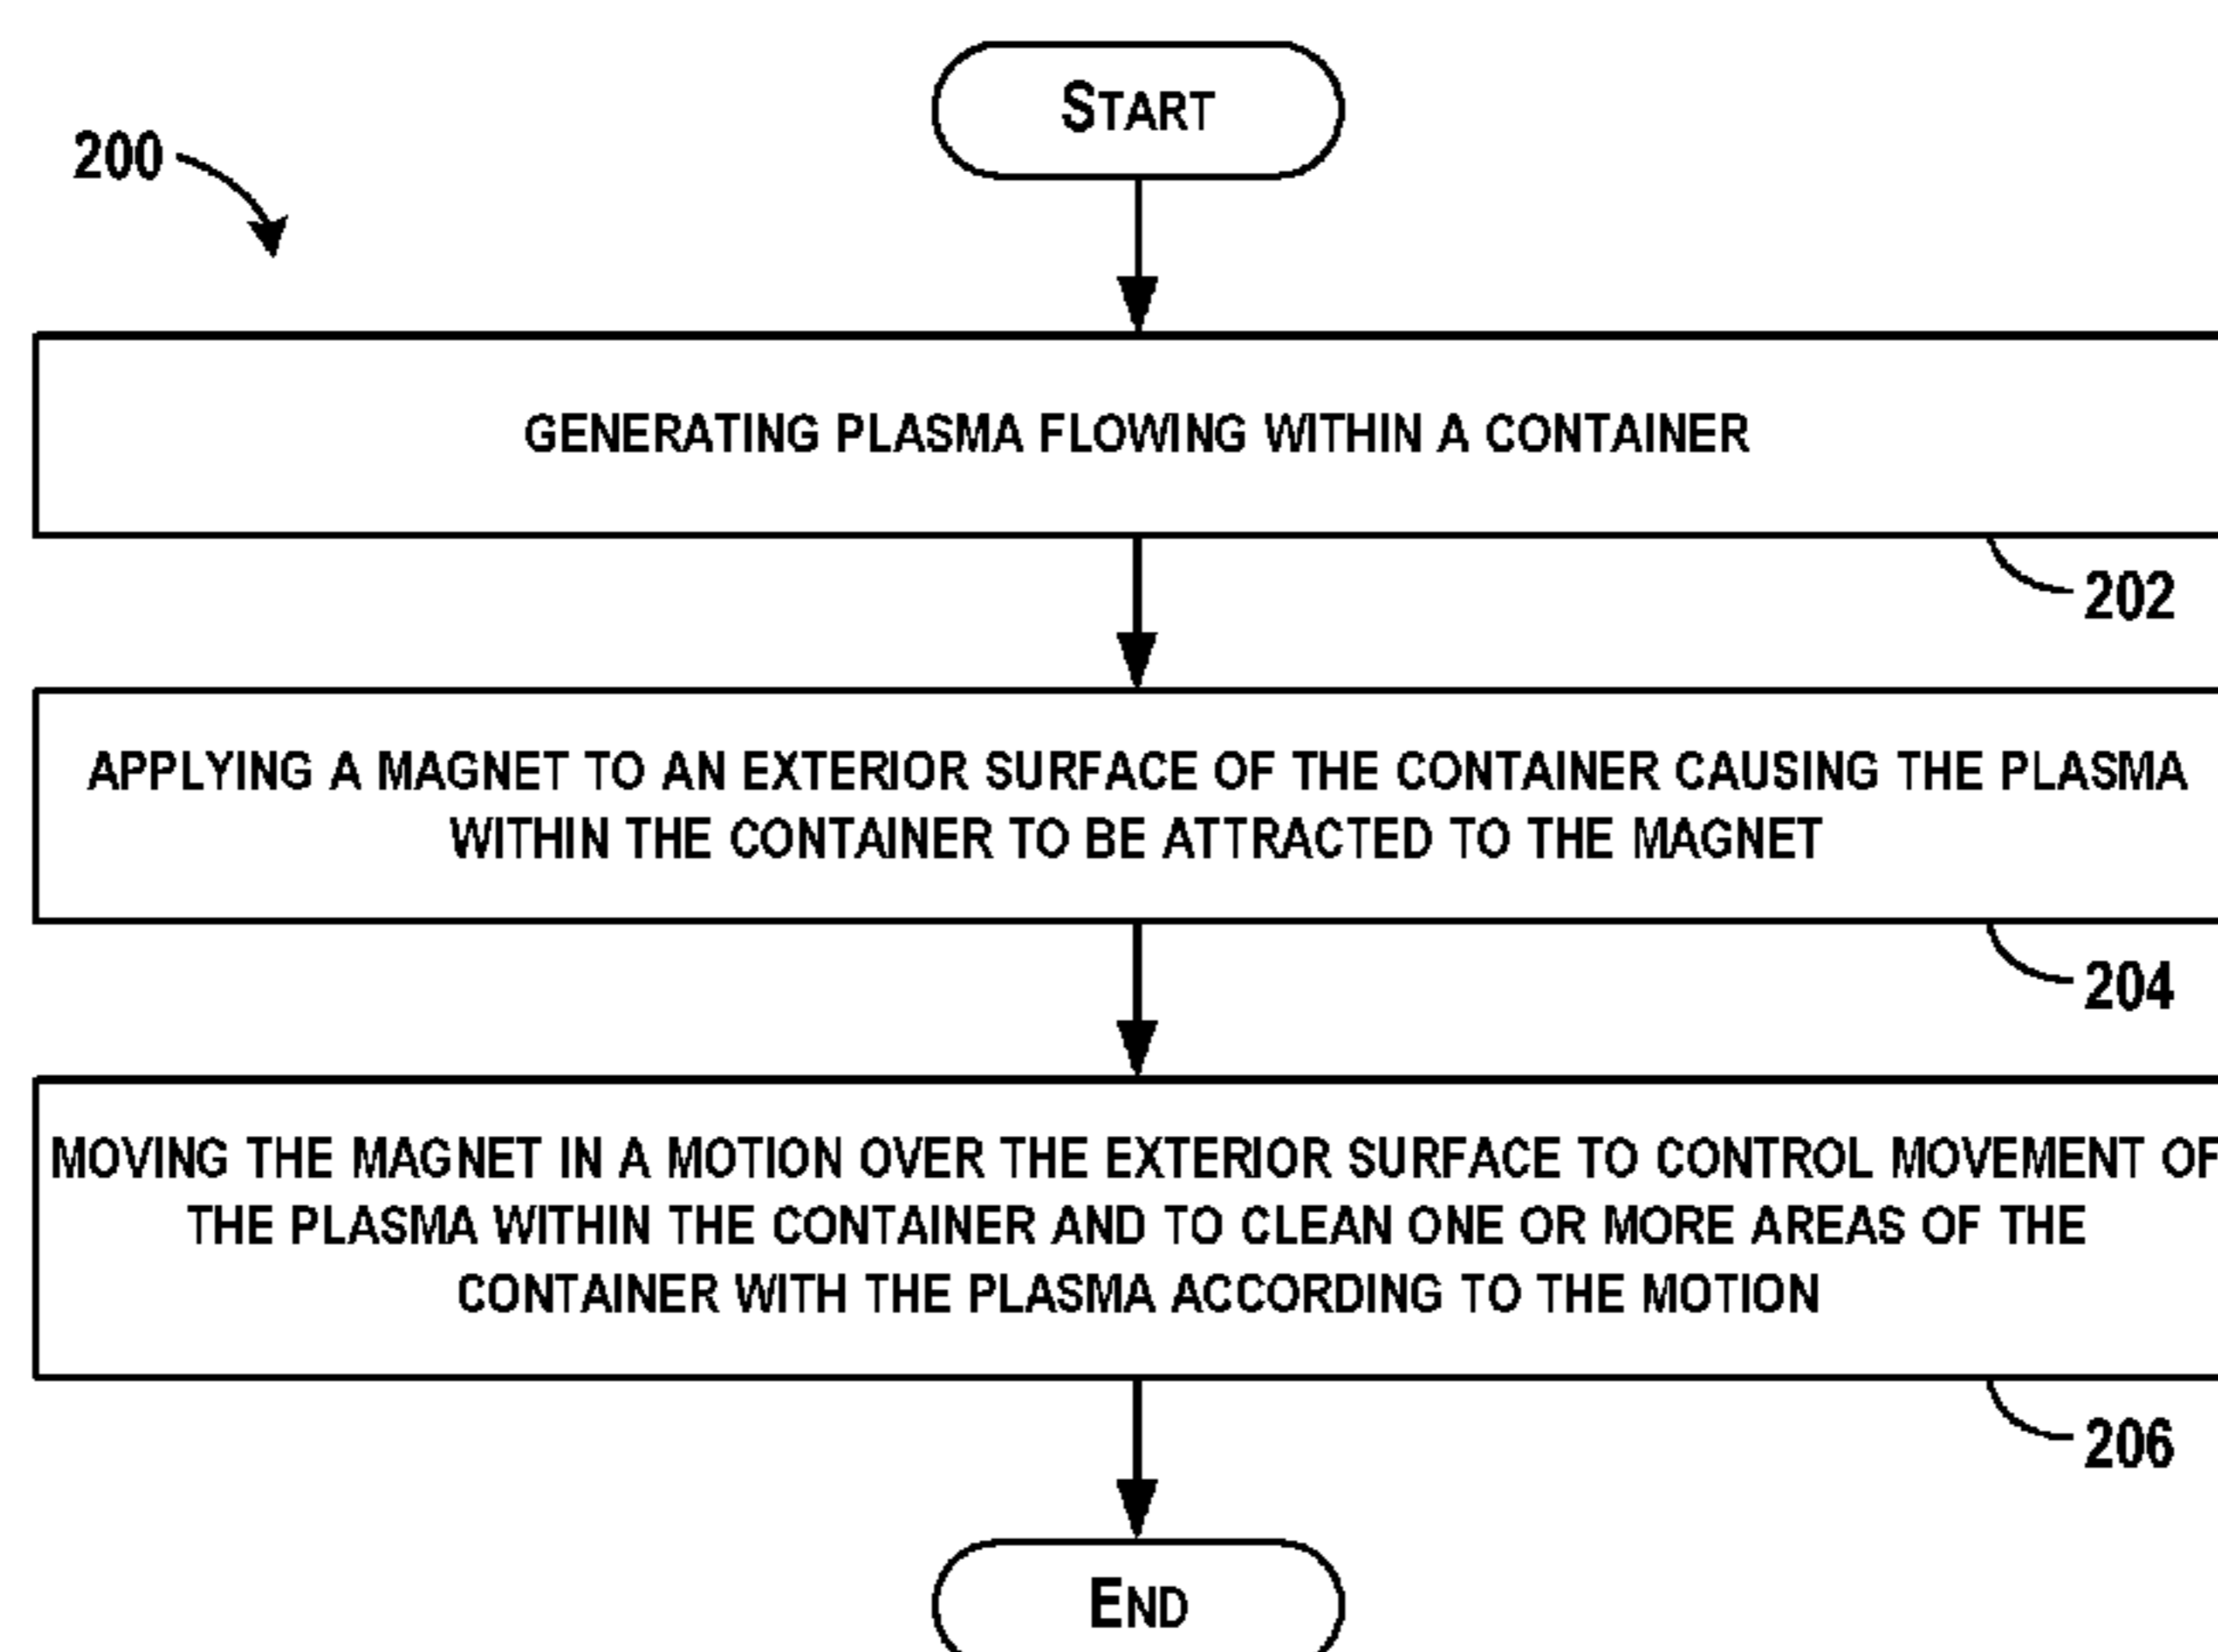 START
200
GENERATING PLASMA FLOWING WITHIN A CONTAINER
202
APPLYING A MAGNET TO AN EXTERIOR SURFACE OF THE CONTAINER CAUSING THE PLASMA
WITHIN THE CONTAINER TO BE ATTRACTED TO THE MAGNET
204
MOVING THE MAGNET IN A MOTION OVER THE EXTERIOR SURFACE TO CONTROL MOVEMENT OF
THE PLASMA WITHIN THE CONTAINER AND TO CLEAN ONE OR MORE AREAS OF THE
CONTAINER WITH THE PLASMA ACCORDING TO THE MOTION
206
END